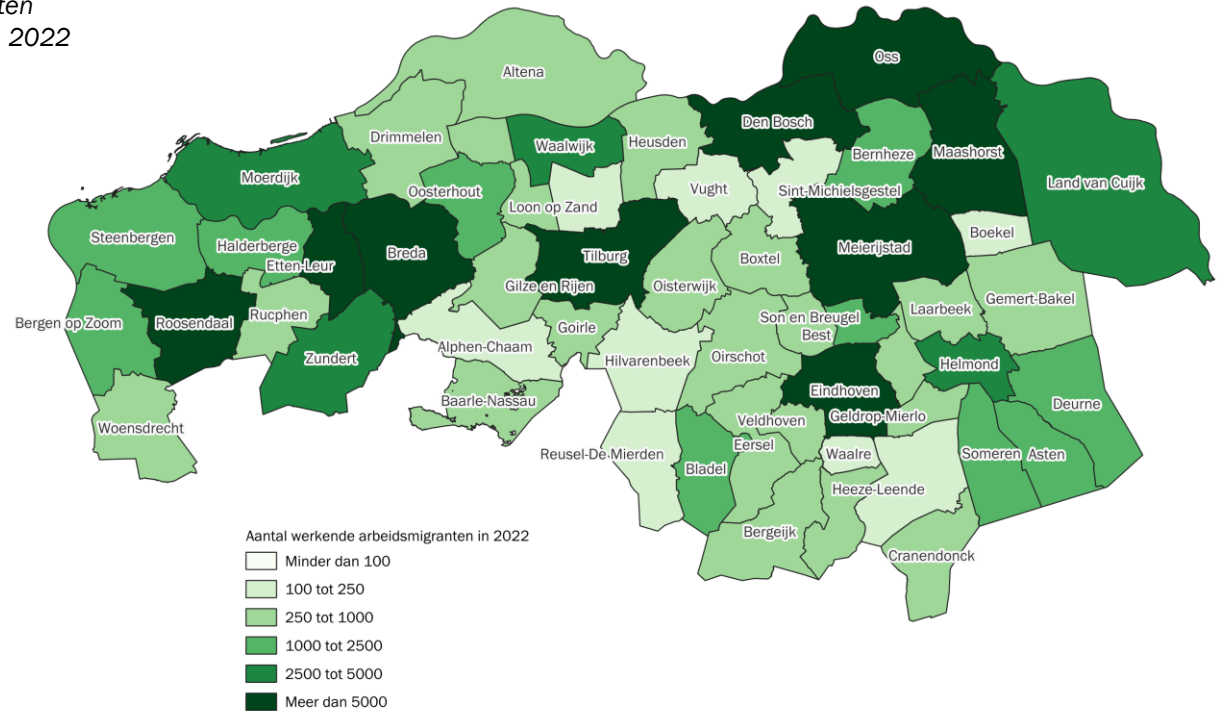 ten
2022
Altena
Oss
Drimmelen
Waalwijk
Heusden
Den Bosch
Bernheze
Maashorst
Moerdijk
Oosterhout
Loon op Zand
Vught
Sint-Michielsgestel
Land van Cuijk
Steenbergen
Halderberge
Etten-Leur
Breda
Tilburg
Boxtel
Meierijstad
Boekel
Gilze en Rijen
Oisterwijk
Gemert-Bakel
Bergen op Zoom
Roosendaal
Rucphen
Goirle
Son en Breugel
Best
Laarbeek
Zundert
Alphen-Chaam
Hilvarenbeek
Oirschot
Helmond
Eindhoven
Baarle-Nassau
Geldrop-Mierlo
Deurne
Woensdrecht
Veldhoven
Reusel-De Mierden
Bladel
Eersel
Waalre
Someren
Asten
Heeze-Leende
Bergeijk
Cranendonck
Aantal werkende arbeidsmigranten in 2022
Minder dan 100
100 tot 250
250 tot 1000
1000 tot 2500
2500 tot 5000
Meer dan 5000